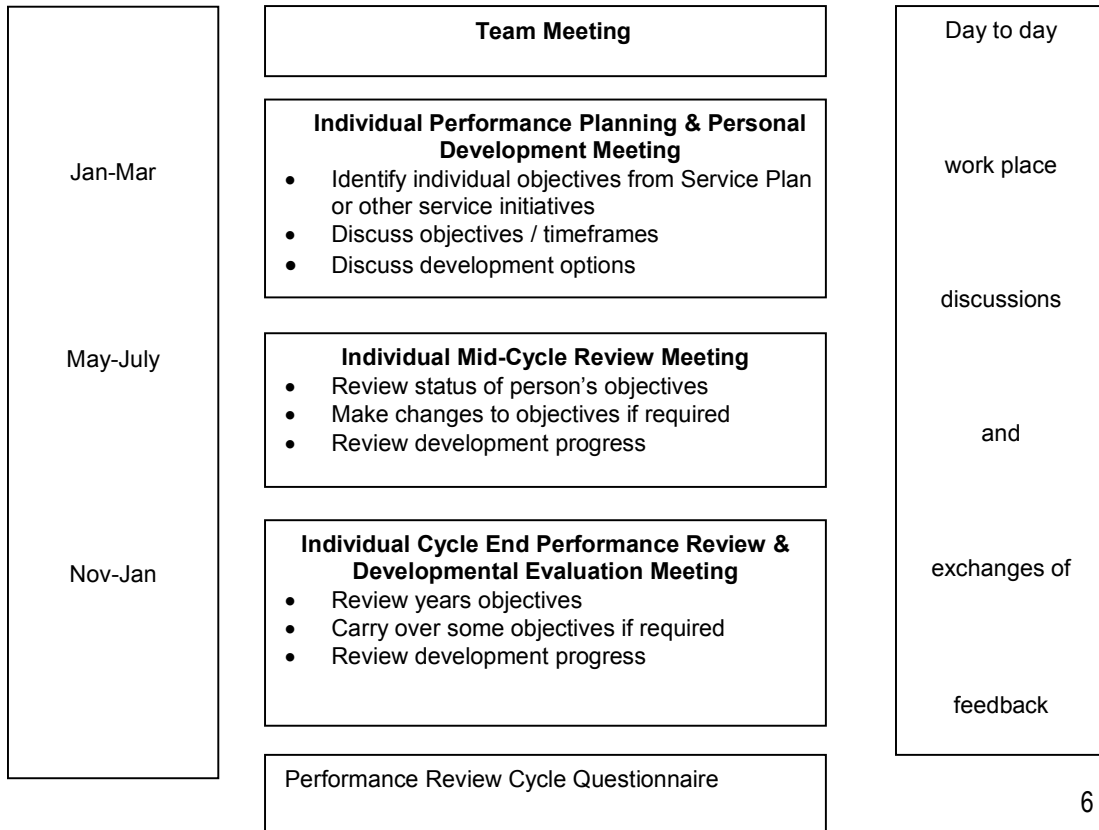 Jan-Mar
May-July
Nov-Jan
Team Meeting
Individual Performance Planning & Personal
Development Meeting
• Identify individual objectives from Service Plan
or other service initiatives
• Discuss objectives / timeframes
• Discuss development options
Individual Mid-Cycle Review Meeting
• Review status of person’s objectives
• Make changes to objectives if required
• Review development progress
Individual Cycle End Performance Review &
Developmental Evaluation Meeting
• Review years objectives
• Carry over some objectives if required
• Review development progress
Performance Review Cycle Questionnaire
Day to day
work place
discussions
and
exchanges of
feedback
6